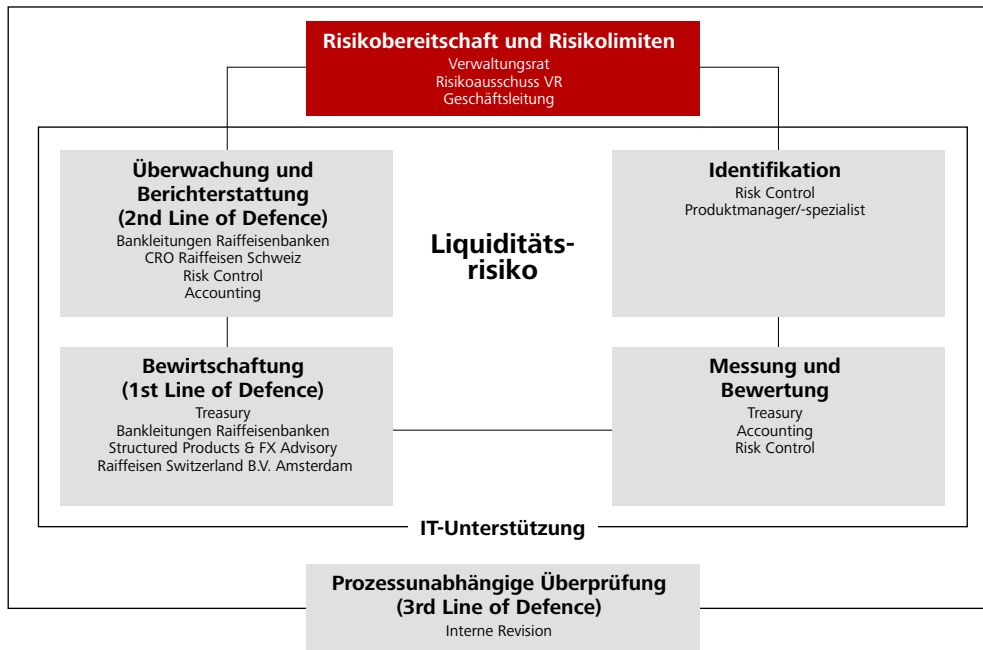 Risikobereitschaft und Risikolimiten
Verwaltungsrat
Risikoausschuss VR
Geschäftsleitung
Überwachung und
Berichterstattung
(2nd Line of Defence)
Bankleitungen Raiffeisenbanken
CRO Raiffeisen Schweiz
Risk Control
Accounting
Liquiditäts-
risiko
Identifikation
Risk Control
Produktmanager/-spezialist
Bewirtschaftung
(1st Line of Defence)
Treasury
Bankleitungen Raiffeisenbanken
Structured Products & FX Advisory
Raiffeisen Switzerland B.V. Amsterdam
Messung und
Bewertung
Treasury
Accounting
Risk Control
IT-Unterstützung
Prozessunabhängige Überprüfung
(3rd Line of Defence)
Interne Revision